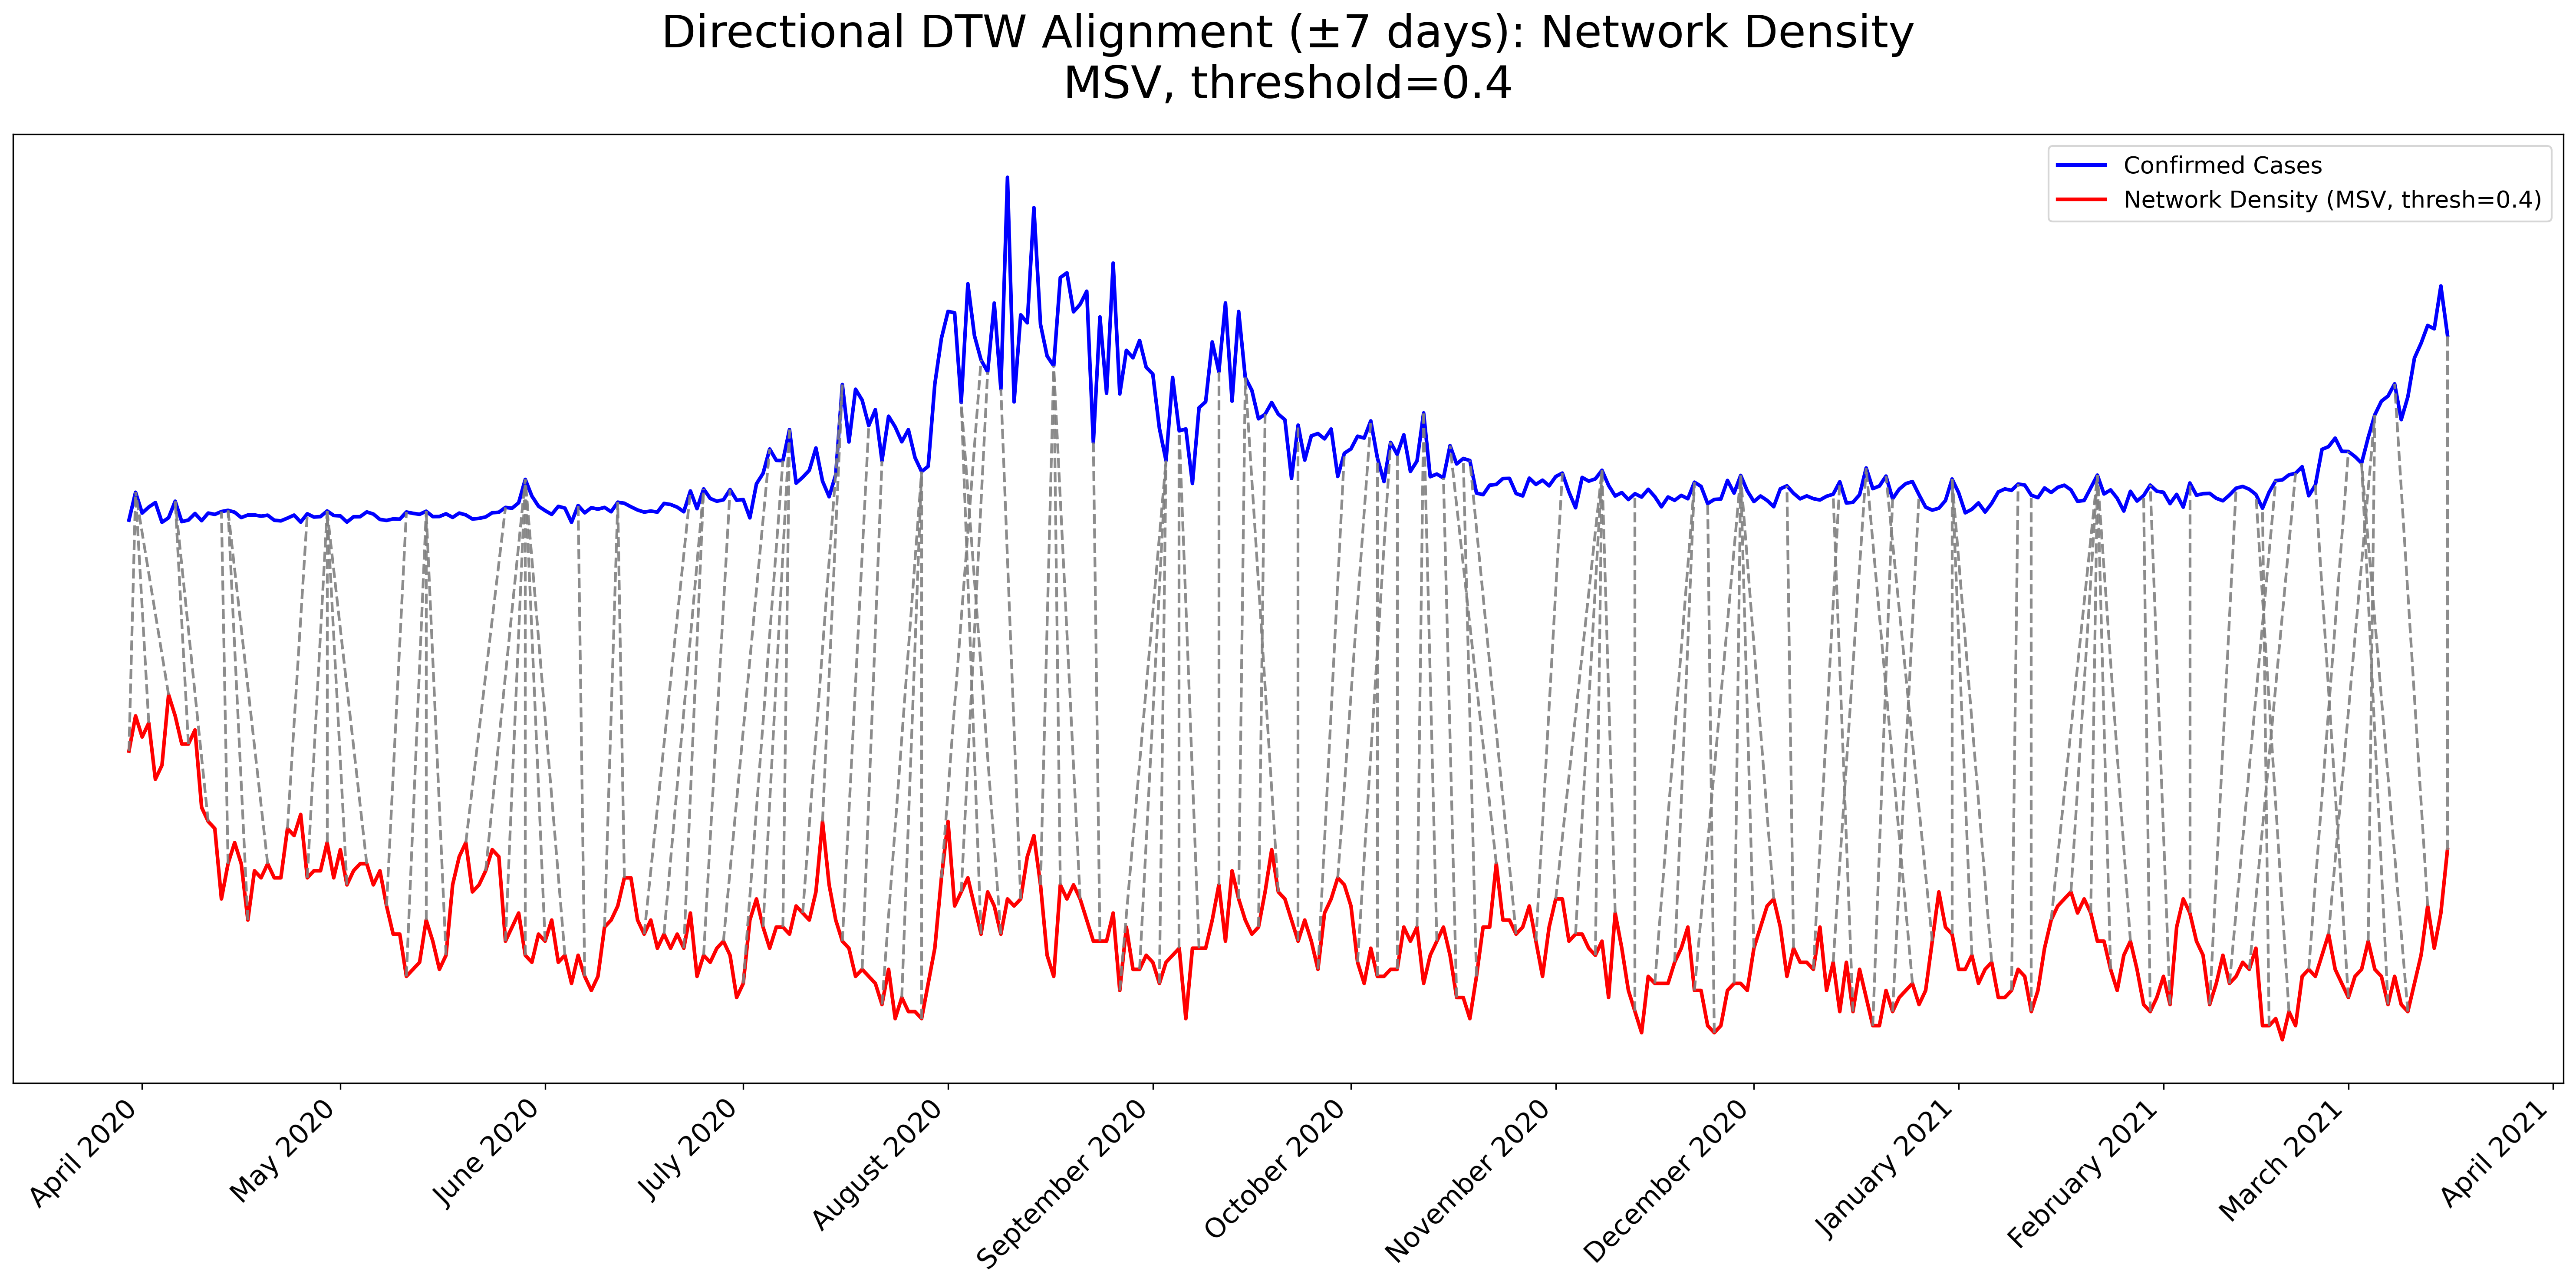 Directional DTW Alignment (±7 days): Network Density
MSV, threshold=0.4
Confirmed Cases
Network Density (MSV, thresh=0.4)
April 2020
May 2020
June 2020
July 2020
August 2020
September 2020
October 2020
November 2020
December 2020
January 2021
February 2021
March 2021
April 2021